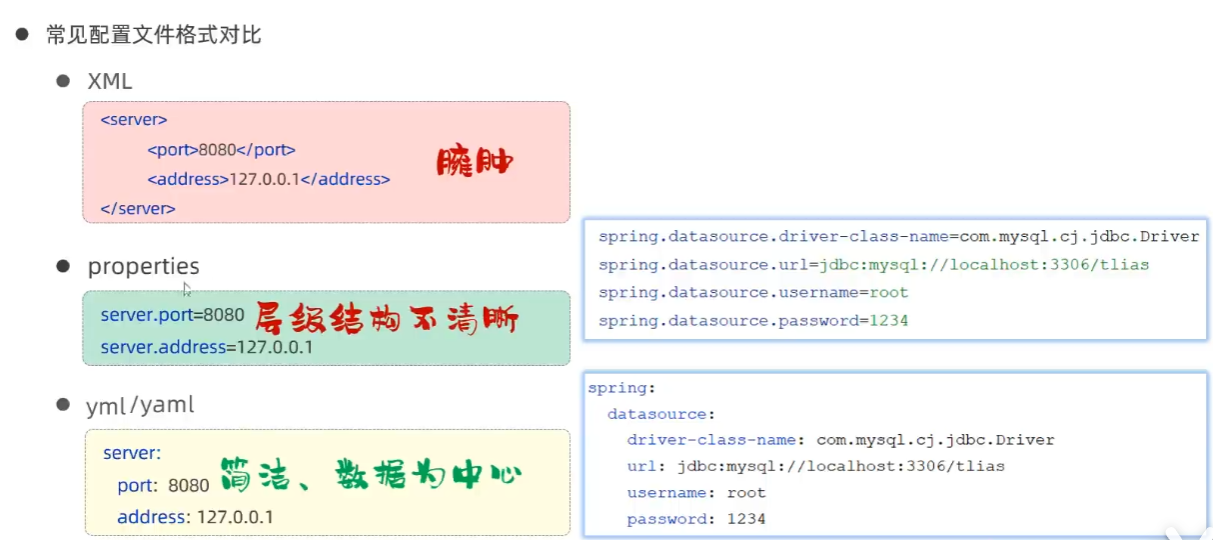 常见配置文件格式对比
XML
<server>
<port>8080</port>
<address>127.0.0.1</address>
</server>
臃肿
properties
server.port=8080
server.address=127.0.0.1
层级结构不清晰
spring.datasource.driver-class-name=com.mysql.cj.jdbc.Driver
spring.datasource.url=jdbc:mysql://localhost:3306/tlias
spring.datasource.username=root
spring.datasource.password=1234
yml/yaml
server:
port: 8080
address: 127.0.0.1
简洁、数据为中心
spring:
datasource:
driver-class-name: com.mysql.cj.jdbc.Driver
url: jdbc:mysql://localhost:3306/tlias
username: root
password: 1234